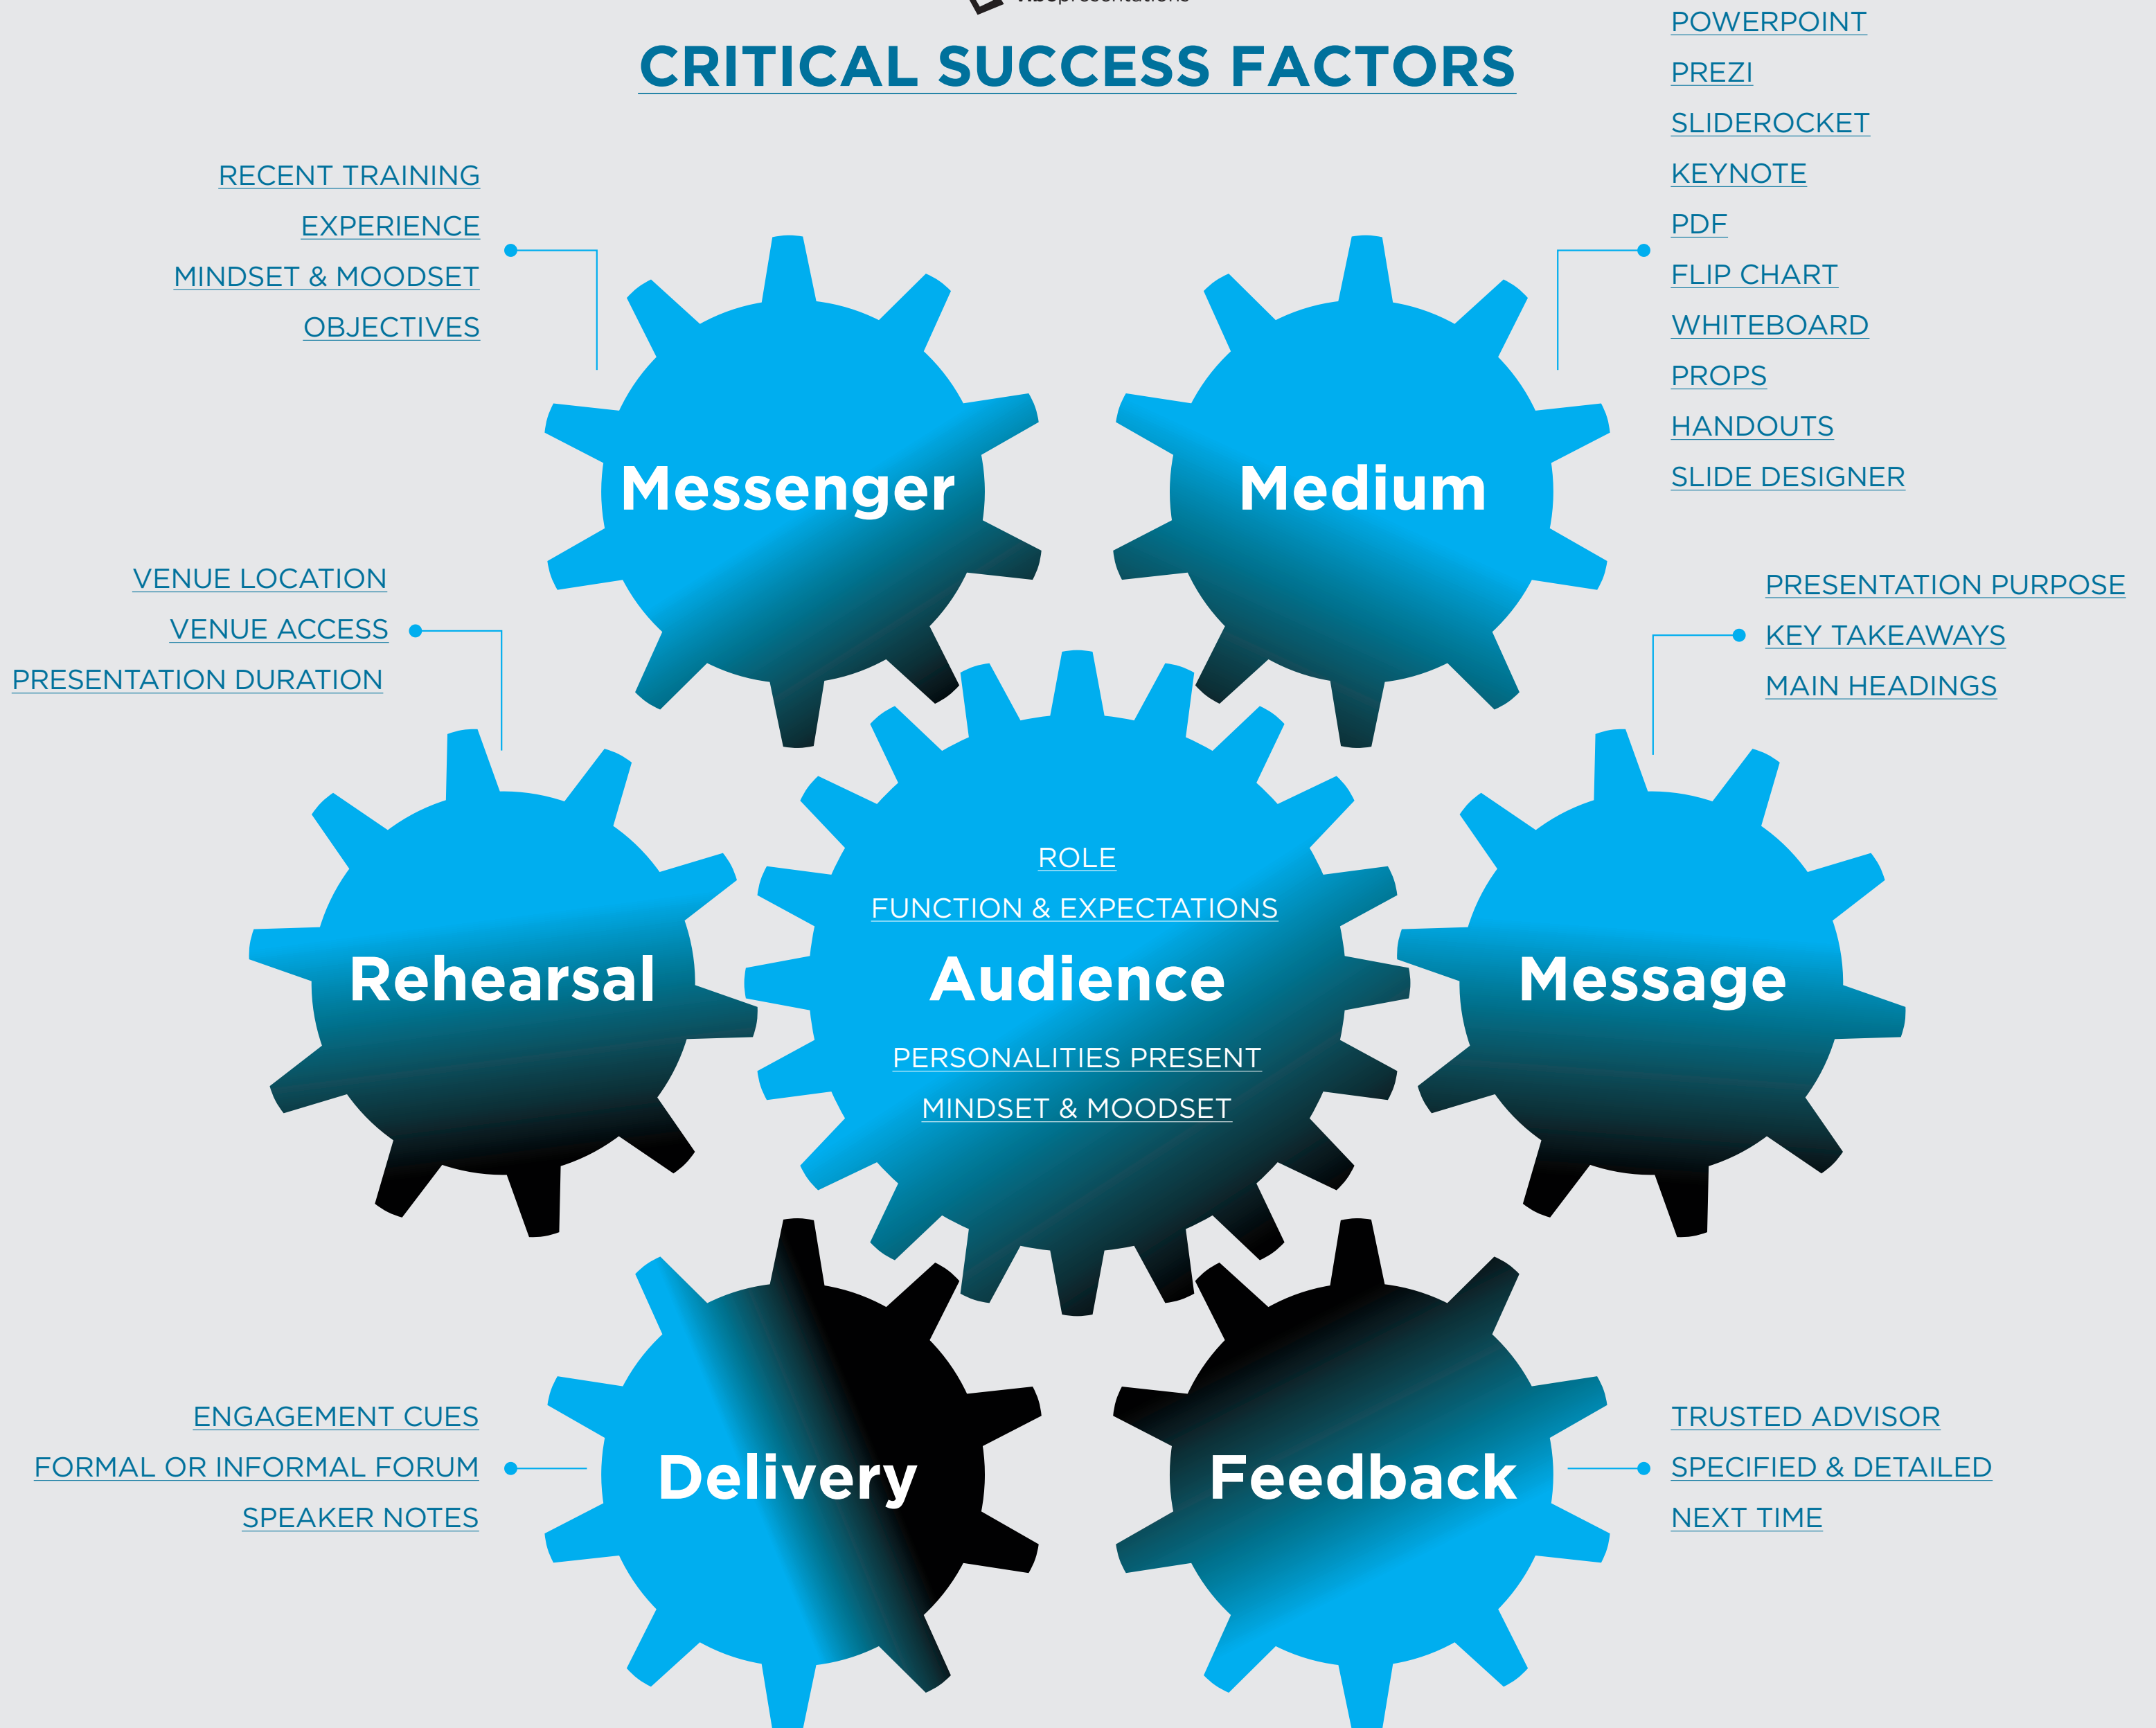 CRITICAL SUCCESS FACTORS
RECENT TRAINING
EXPERIENCE
MINDSET & MOODSET
OBJECTIVES
POWERPOINT
PREZI
SLIDEROCKET
KEYNOTE
PDF
FLIP CHART
WHITEBOARD
PROPS
HANDOUTS
SLIDE DESIGNER
Messenger
Medium
VENUE LOCATION
VENUE ACCESS
PRESENTATION DURATION
PRESENTATION PURPOSE
KEY TAKEAWAYS
MAIN HEADINGS
Rehearsal
ROLE
FUNCTION & EXPECTATIONS
Audience
PERSONALITIES PRESENT
MINDSET & MOODSET
Message
ENGAGEMENT CUES
FORMAL OR INFORMAL FORUM
SPEAKER NOTES
Delivery
Feedback
TRUSTED ADVISOR
SPECIFIED & DETAILED
NEXT TIME